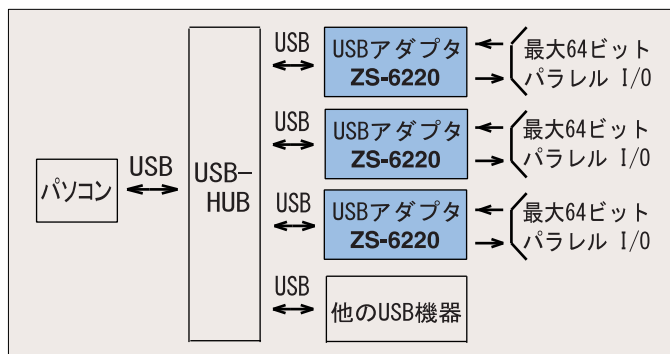 パソコン
USB
USB-
HUB
USB
USBアダプタ
ZS-6220
最大64ビット
パラレル I/O
USB
USBアダプタ
ZS-6220
最大64ビット
パラレル I/O
USB
USBアダプタ
ZS-6220
最大64ビット
パラレル I/O
USB
他のUSB機器